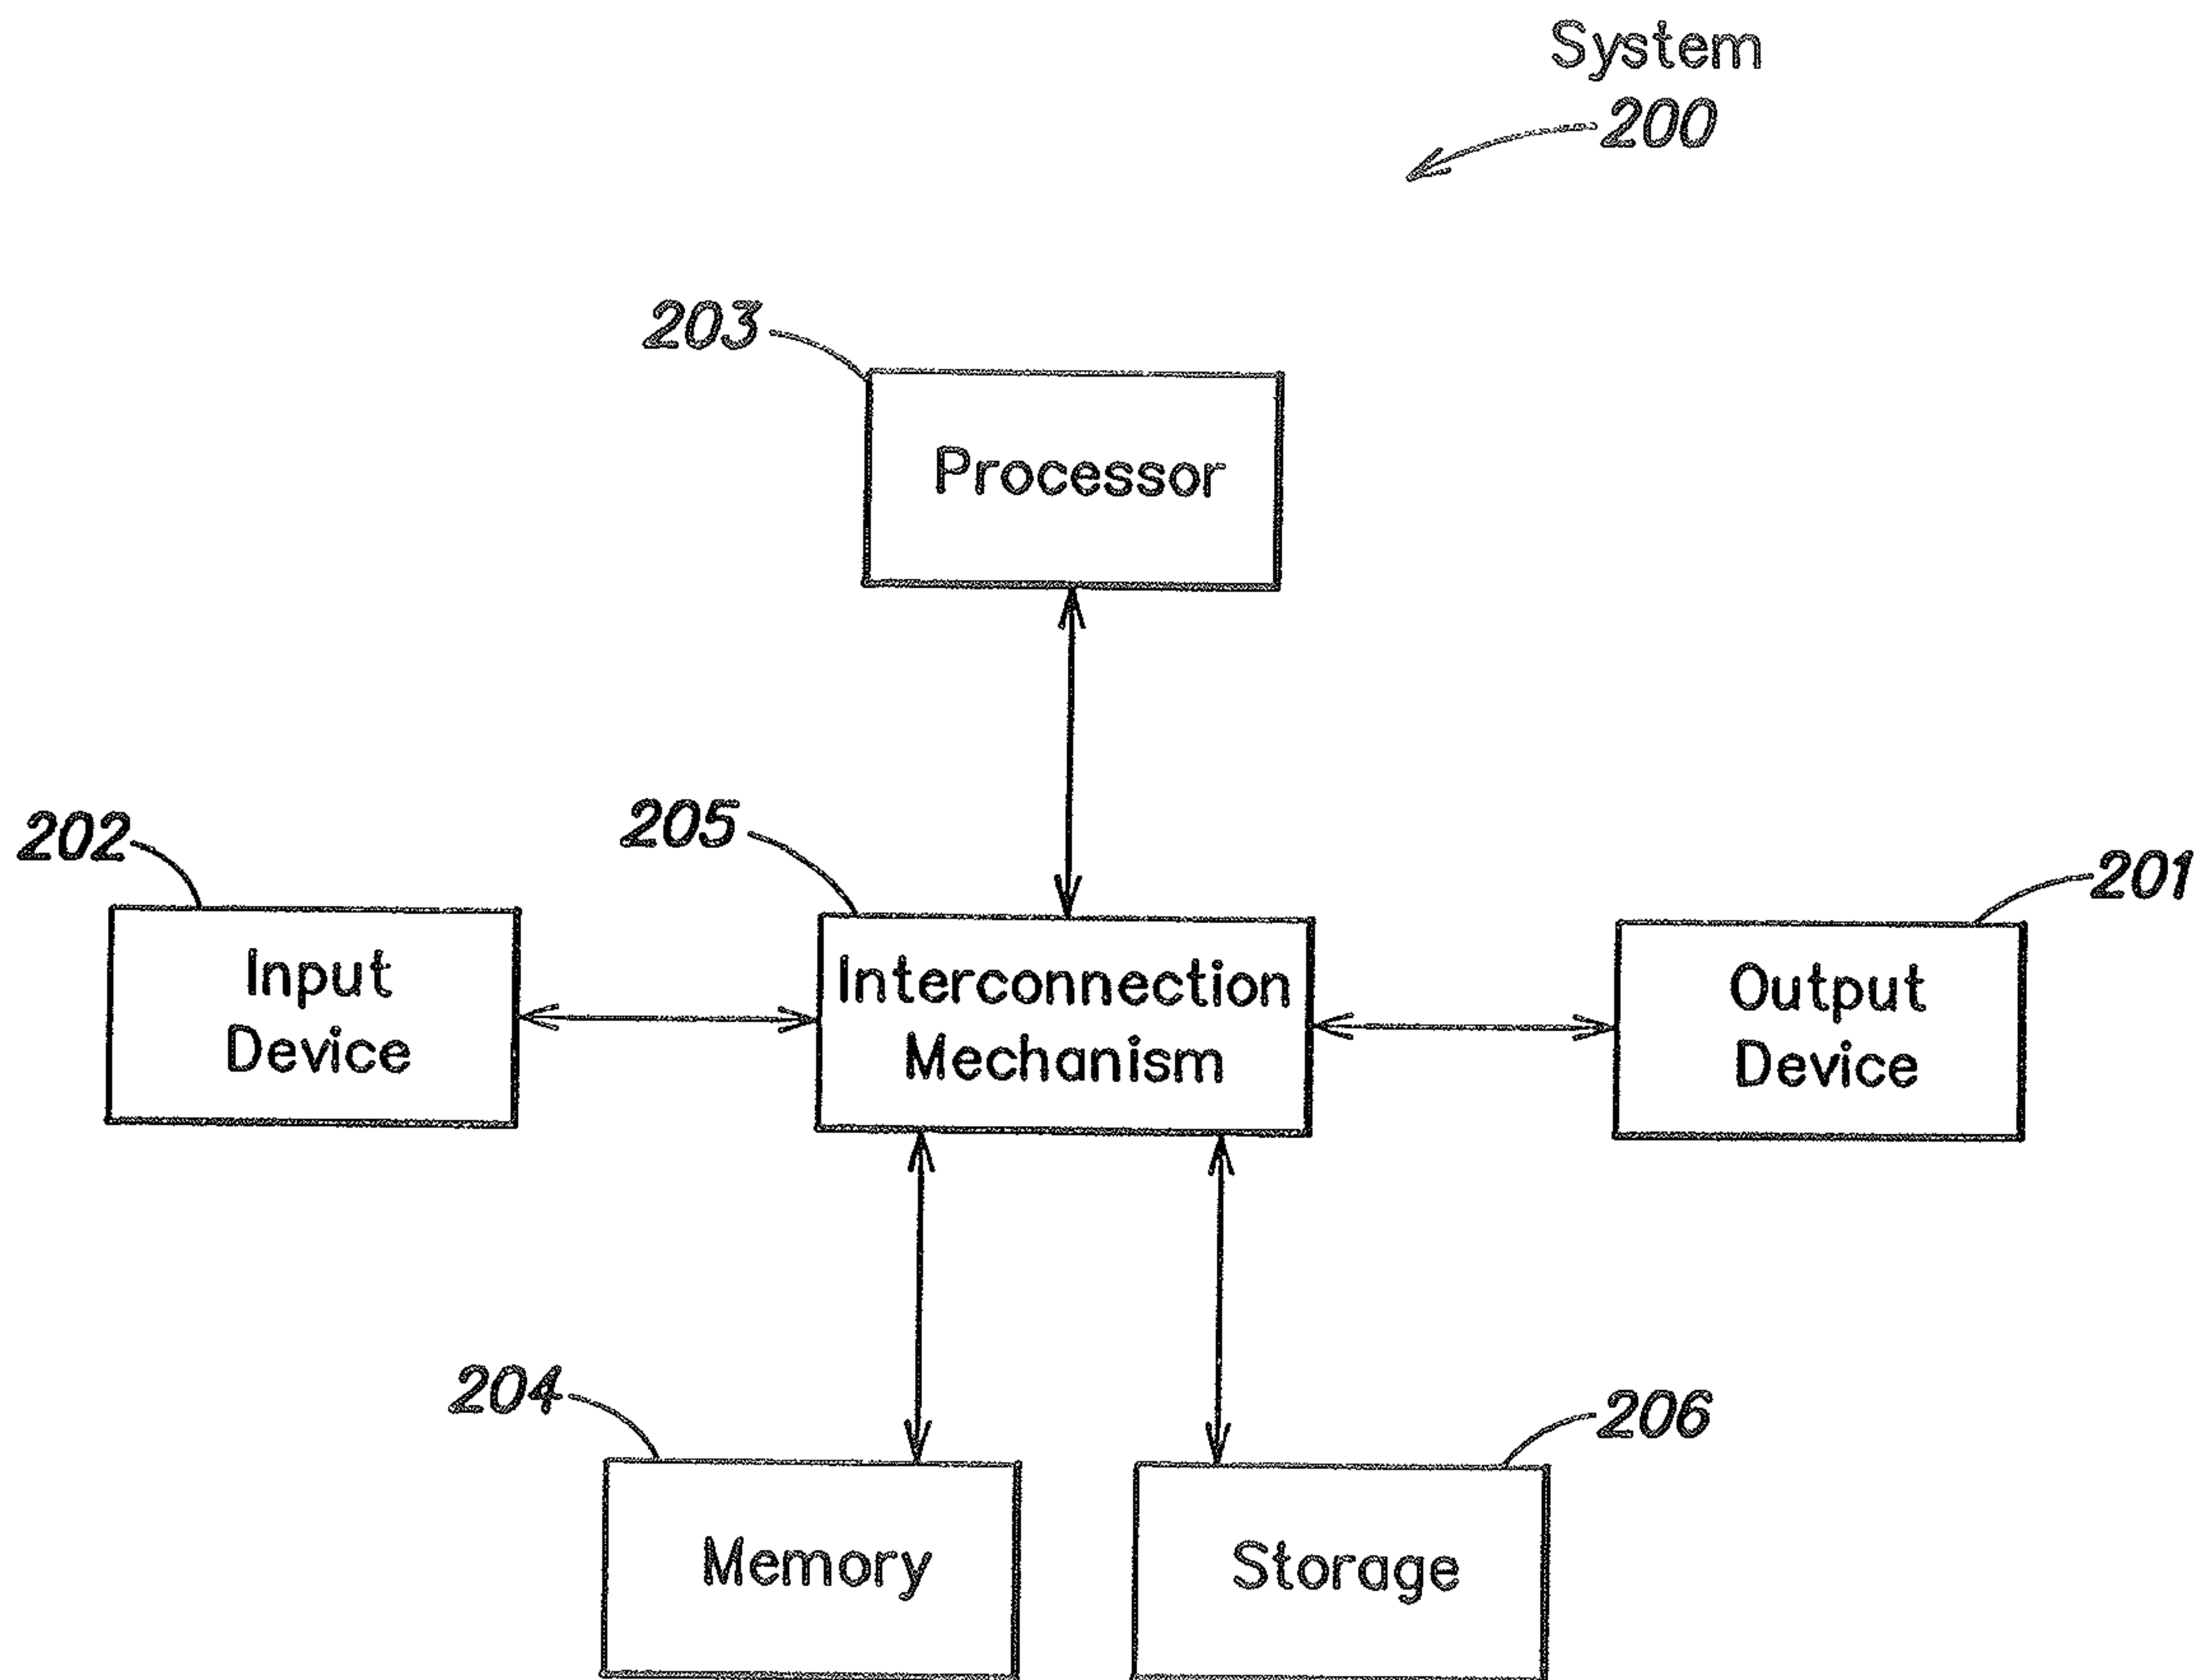 System
200
203
Processor
202
205
201
Input
Device
Interconnection
Mechanism
Output
Device
204
206
Memory
Storage